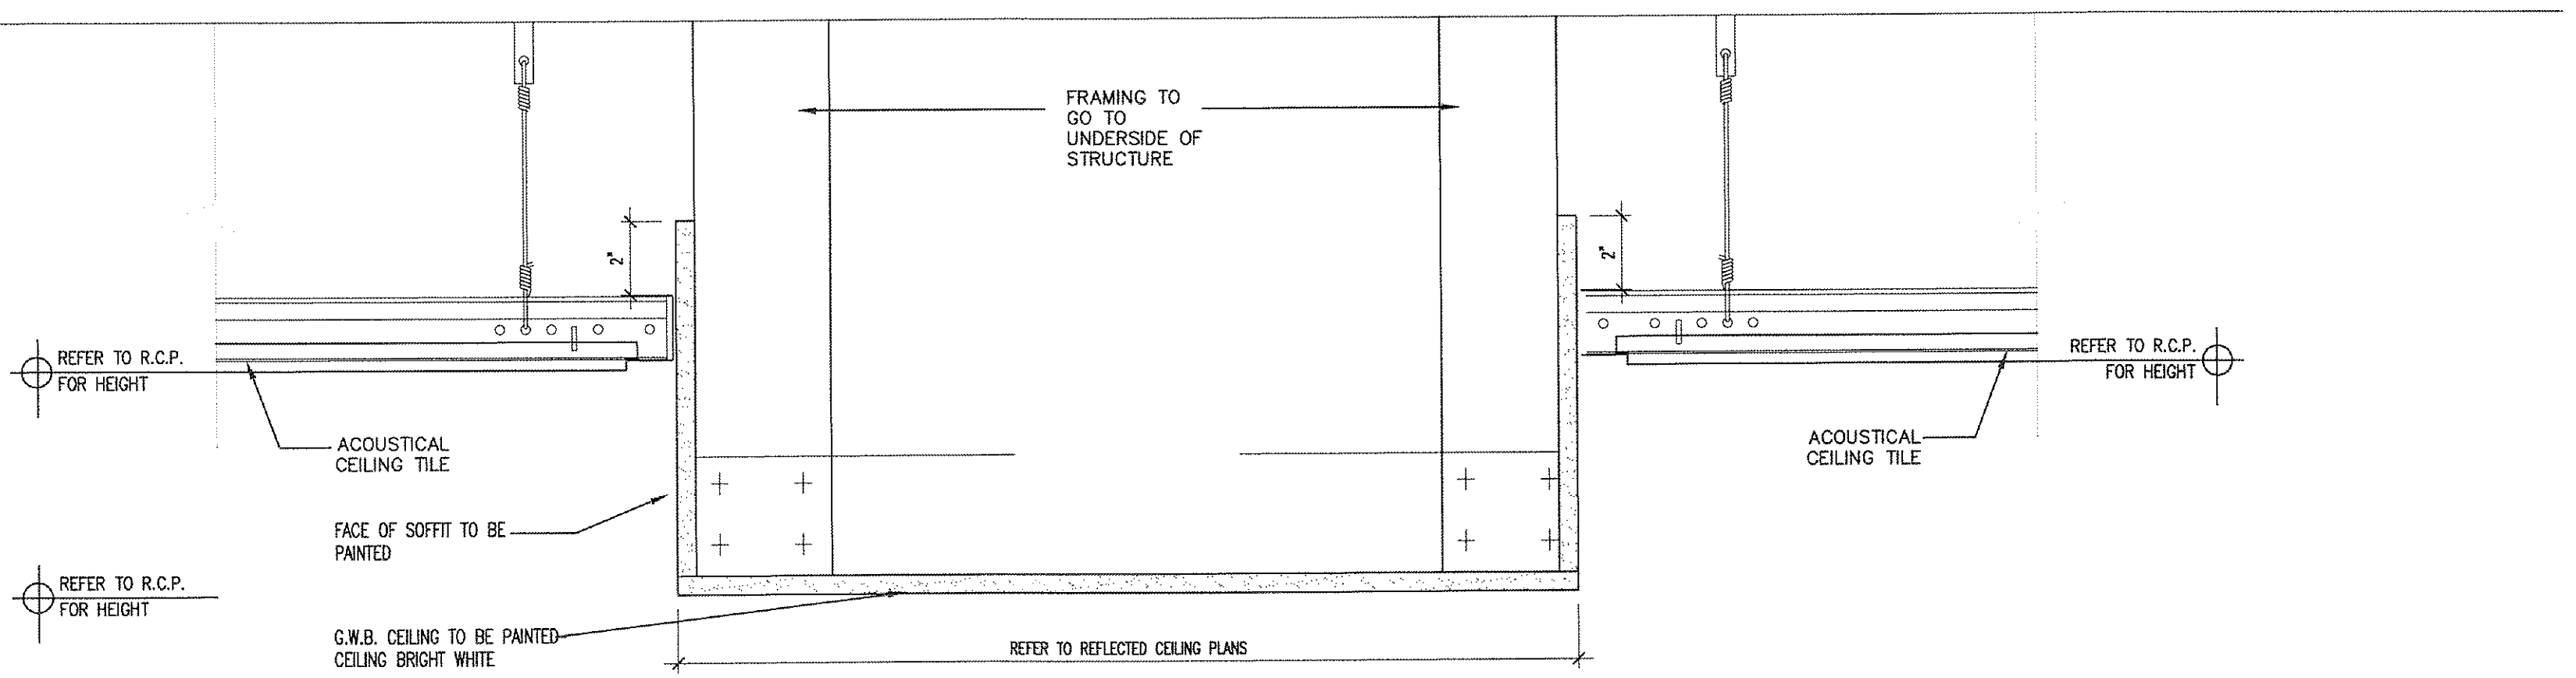 FRAMING TO
GO TO
UNDERSIDE OF
STRUCTURE
2"
2"
REFER TO R.C.P.
FOR HEIGHT
REFER TO R.C.P.
FOR HEIGHT
ACOUSTICAL
CEILING TILE
ACOUSTICAL
CEILING TILE
FACE OF SOFFIT TO BE
PAINTED
REFER TO R.C.P.
FOR HEIGHT
G.W.B. CEILING TO BE PAINTED
CEILING BRIGHT WHITE
REFER TO REFLECTED CEILING PLANS